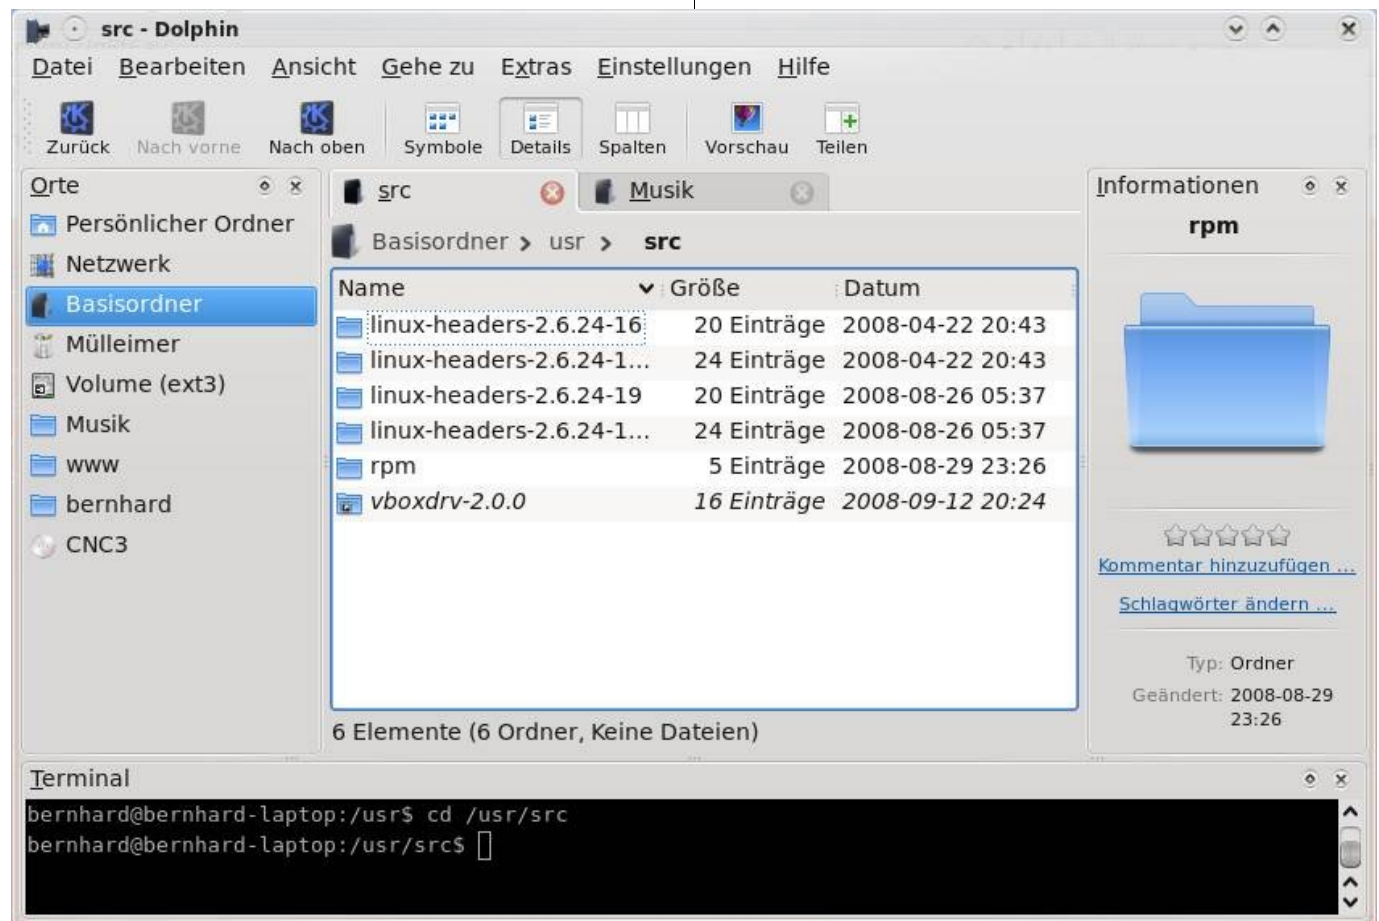 src - Dolphin
Datei Bearbeiten Ansicht Gehe zu Extras Einstellungen Hilfe
Zurück Nach vorne Nach oben Symbole Details Spalten Vorschau Teilen
Orte
Persönlicher Ordner
Netzwerk
Basisordner
Mülleimer
Volume (ext3)
Musik
www
bernhard
CNC3
src Musik
Basisordner > usr > src
Name Größe Datum
linux-headers-2.6.24-16 20 Einträge 2008-04-22 20:43
linux-headers-2.6.24-1... 24 Einträge 2008-04-22 20:43
linux-headers-2.6.24-19 20 Einträge 2008-08-26 05:37
linux-headers-2.6.24-1... 24 Einträge 2008-08-26 05:37
rpm 5 Einträge 2008-08-29 23:26
vboxdrv-2.0.0 16 Einträge 2008-09-12 20:24
6 Elemente (6 Ordner, Keine Dateien)
Informationen
rpm
Kommentar hinzuzufügen ...
Schlagwörter ändern ...
Typ: Ordner
Geändert: 2008-08-29
23:26
Terminal
bernhard@bernhard-laptop:/usr$ cd /usr/src
bernhard@bernhard-laptop:/usr/src$